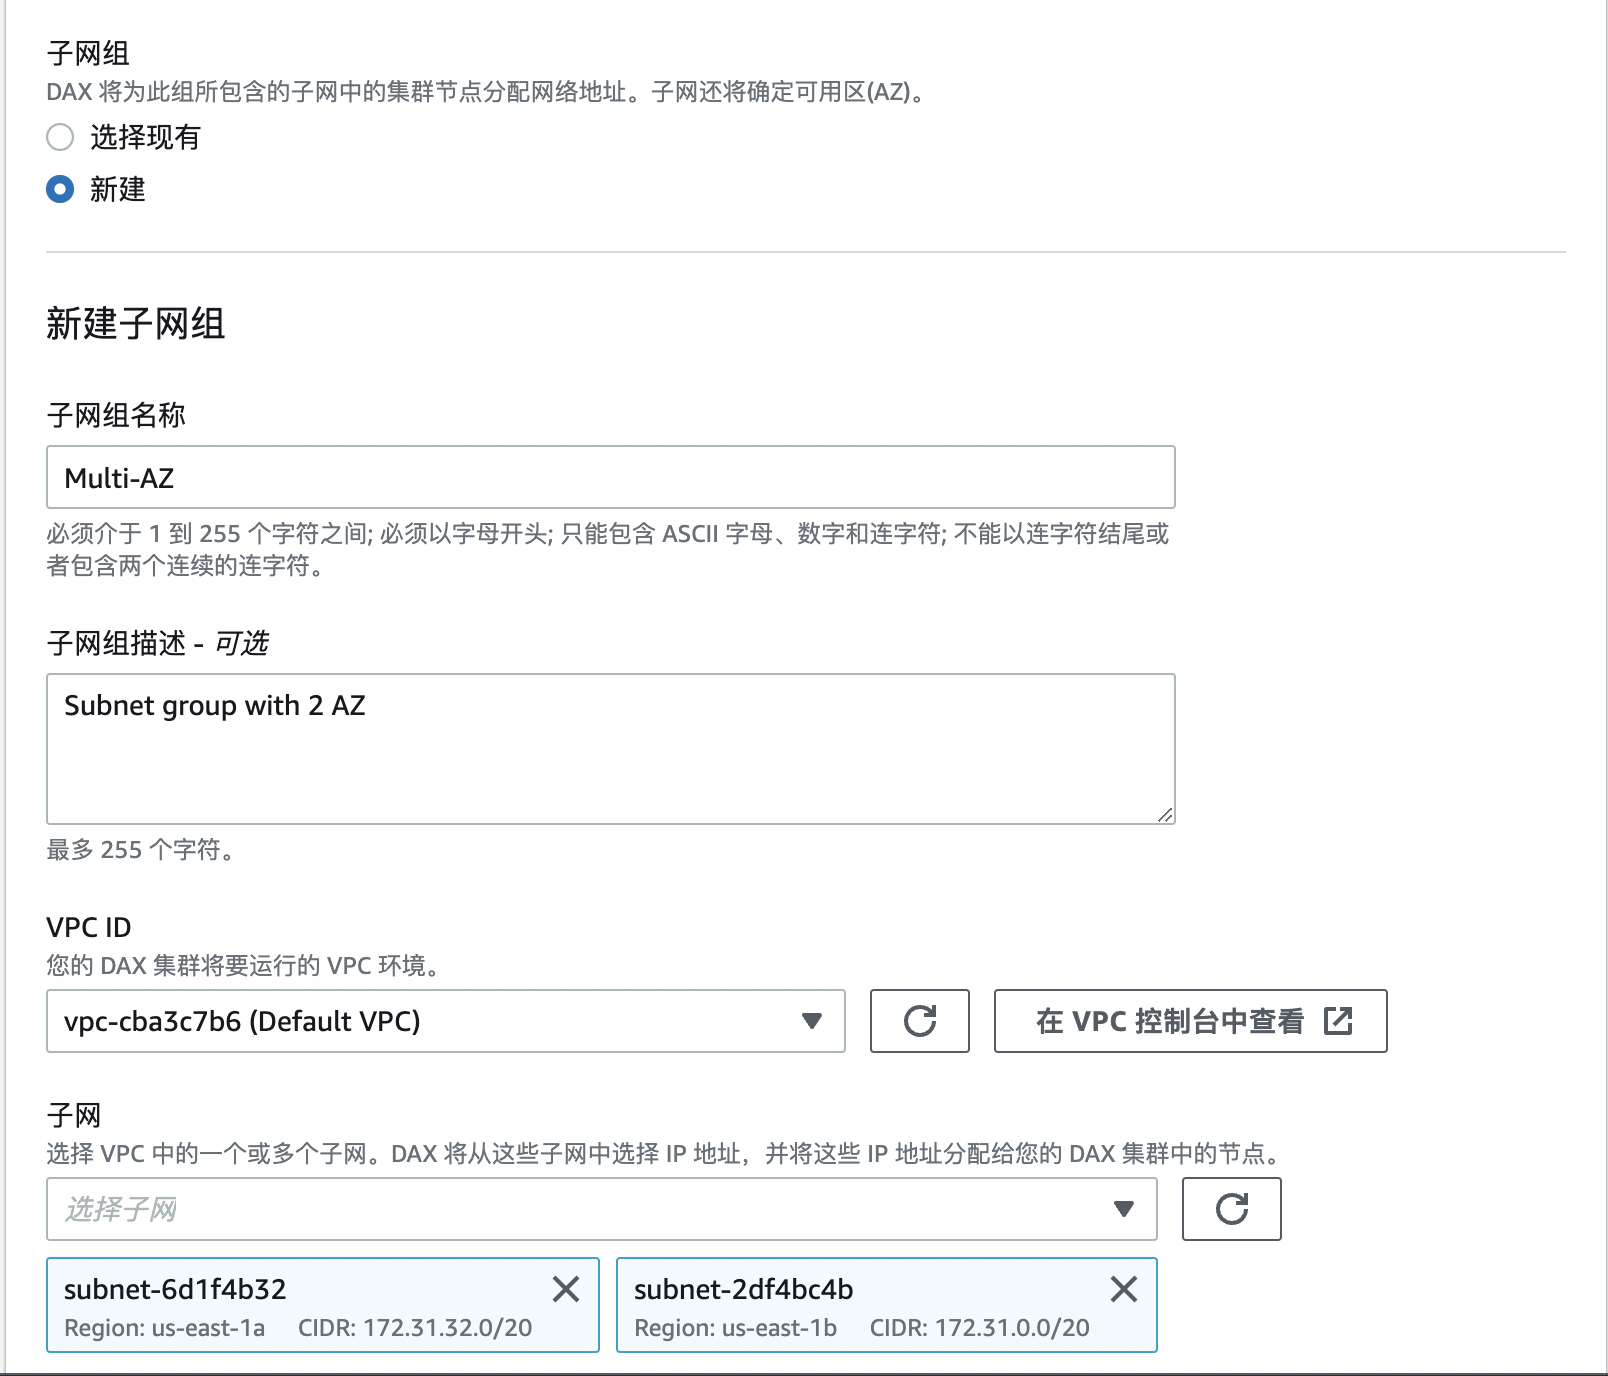 子网组
DAX 将为此组所包含的子网中的集群节点分配网络地址。子网还将确定可用区(AZ)。
选择现有
新建
新建子网组
子网组名称
Multi-AZ
必须介于 1 到 255 个字符之间; 必须以字母开头; 只能包含 ASCII 字母、数字和连字符; 不能以连字符结尾或
者包含两个连续的连字符。
子网组描述 - 可选
Subnet group with 2 AZ
最多 255 个字符。
VPC ID
您的 DAX 集群将要运行的 VPC 环境。
vpc-cba3c7b6 (Default VPC)
在 VPC 控制台中查看
子网
选择 VPC 中的一个或多个子网。DAX 将从这些子网中选择 IP 地址，并将这些 IP 地址分配给您的 DAX 集群中的节点。
选择子网
subnet-6d1f4b32
Region: us-east-1a CIDR: 172.31.32.0/20
subnet-2df4bc4b
Region: us-east-1b CIDR: 172.31.0.0/20